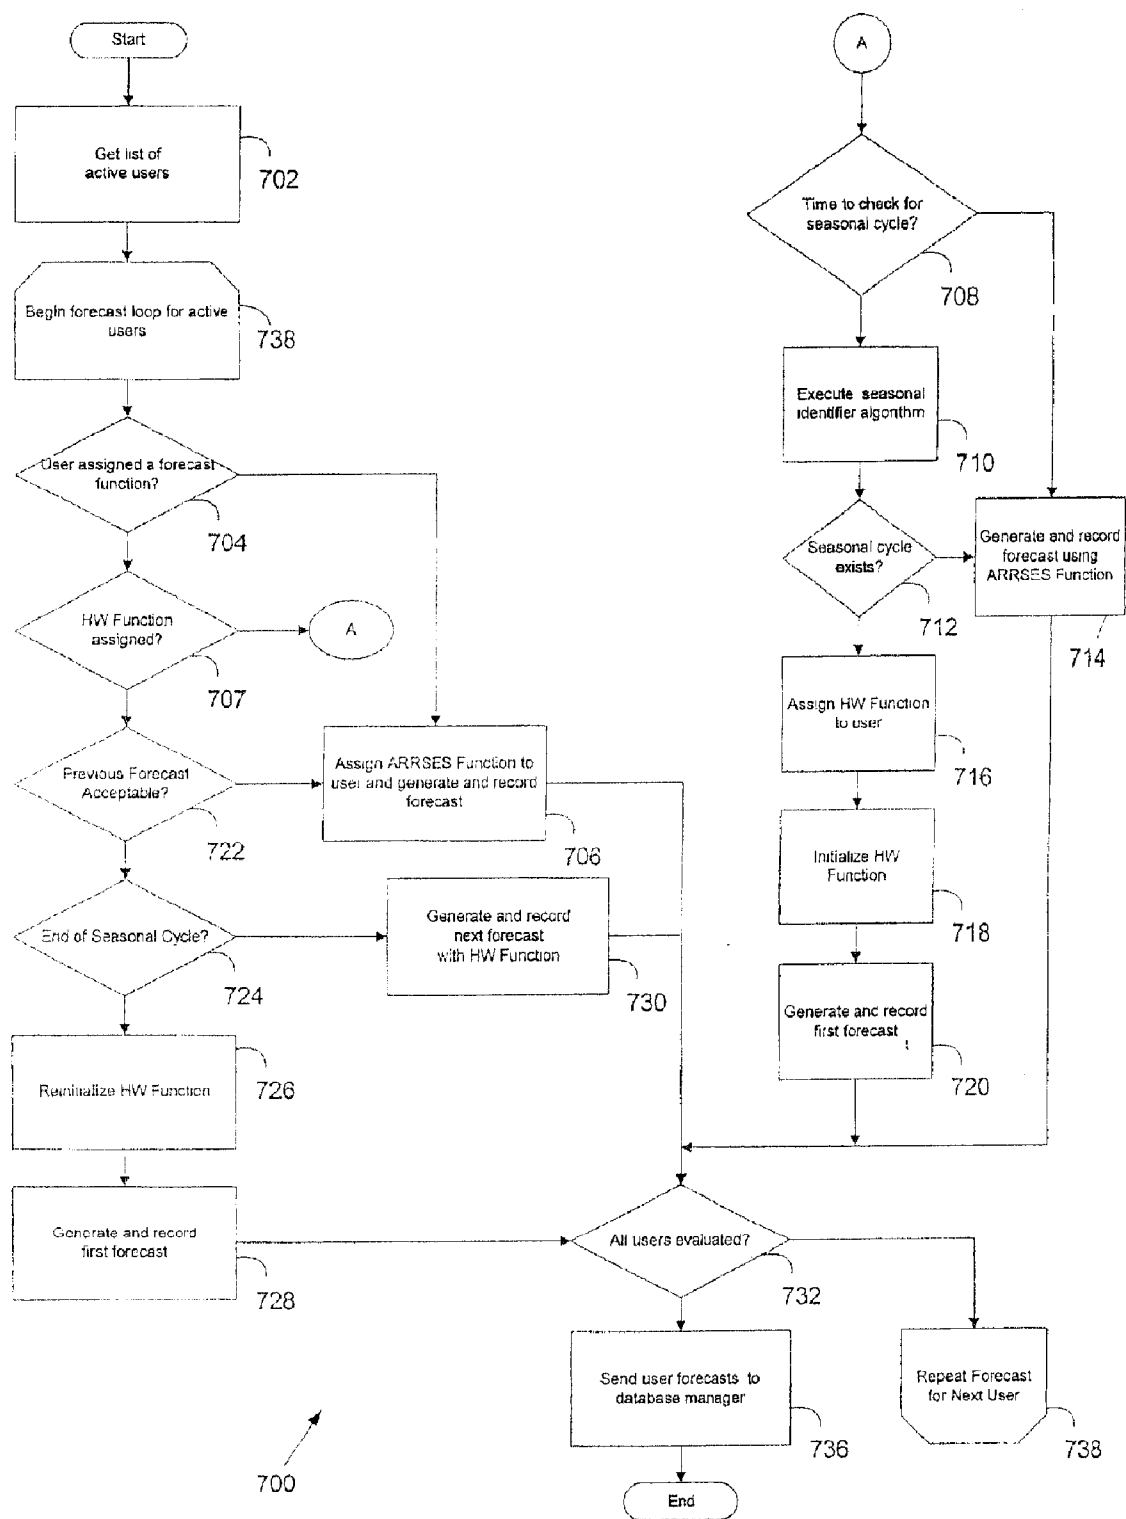 Start
Get list of
active users
702
Begin forecast loop for active
users
738
User assigned a forecast
function?
704
HW Function
assigned?
707
A
Previous Forecast
Acceptable?
722
Assign ARRSES Function to
user and generate and record
forecast
706
End of Seasonal Cycle?
724
Generate and record
next forecast
with HW Function
730
Reinitialize HW Function
726
Generate and record
first forecast
728
A
Time to check for
seasonal cycle?
708
Execute seasonal
identifier algorithm
710
Seasonal cycle
exists?
712
Generate and record
forecast using
ARRSES Function
714
Assign HW Function
to user
716
Initialize HW
Function
718
Generate and record
first forecast
720
All users evaluated?
732
Send user forecasts to
database manager
736
Repeat Forecast
for Next User
738
End
700